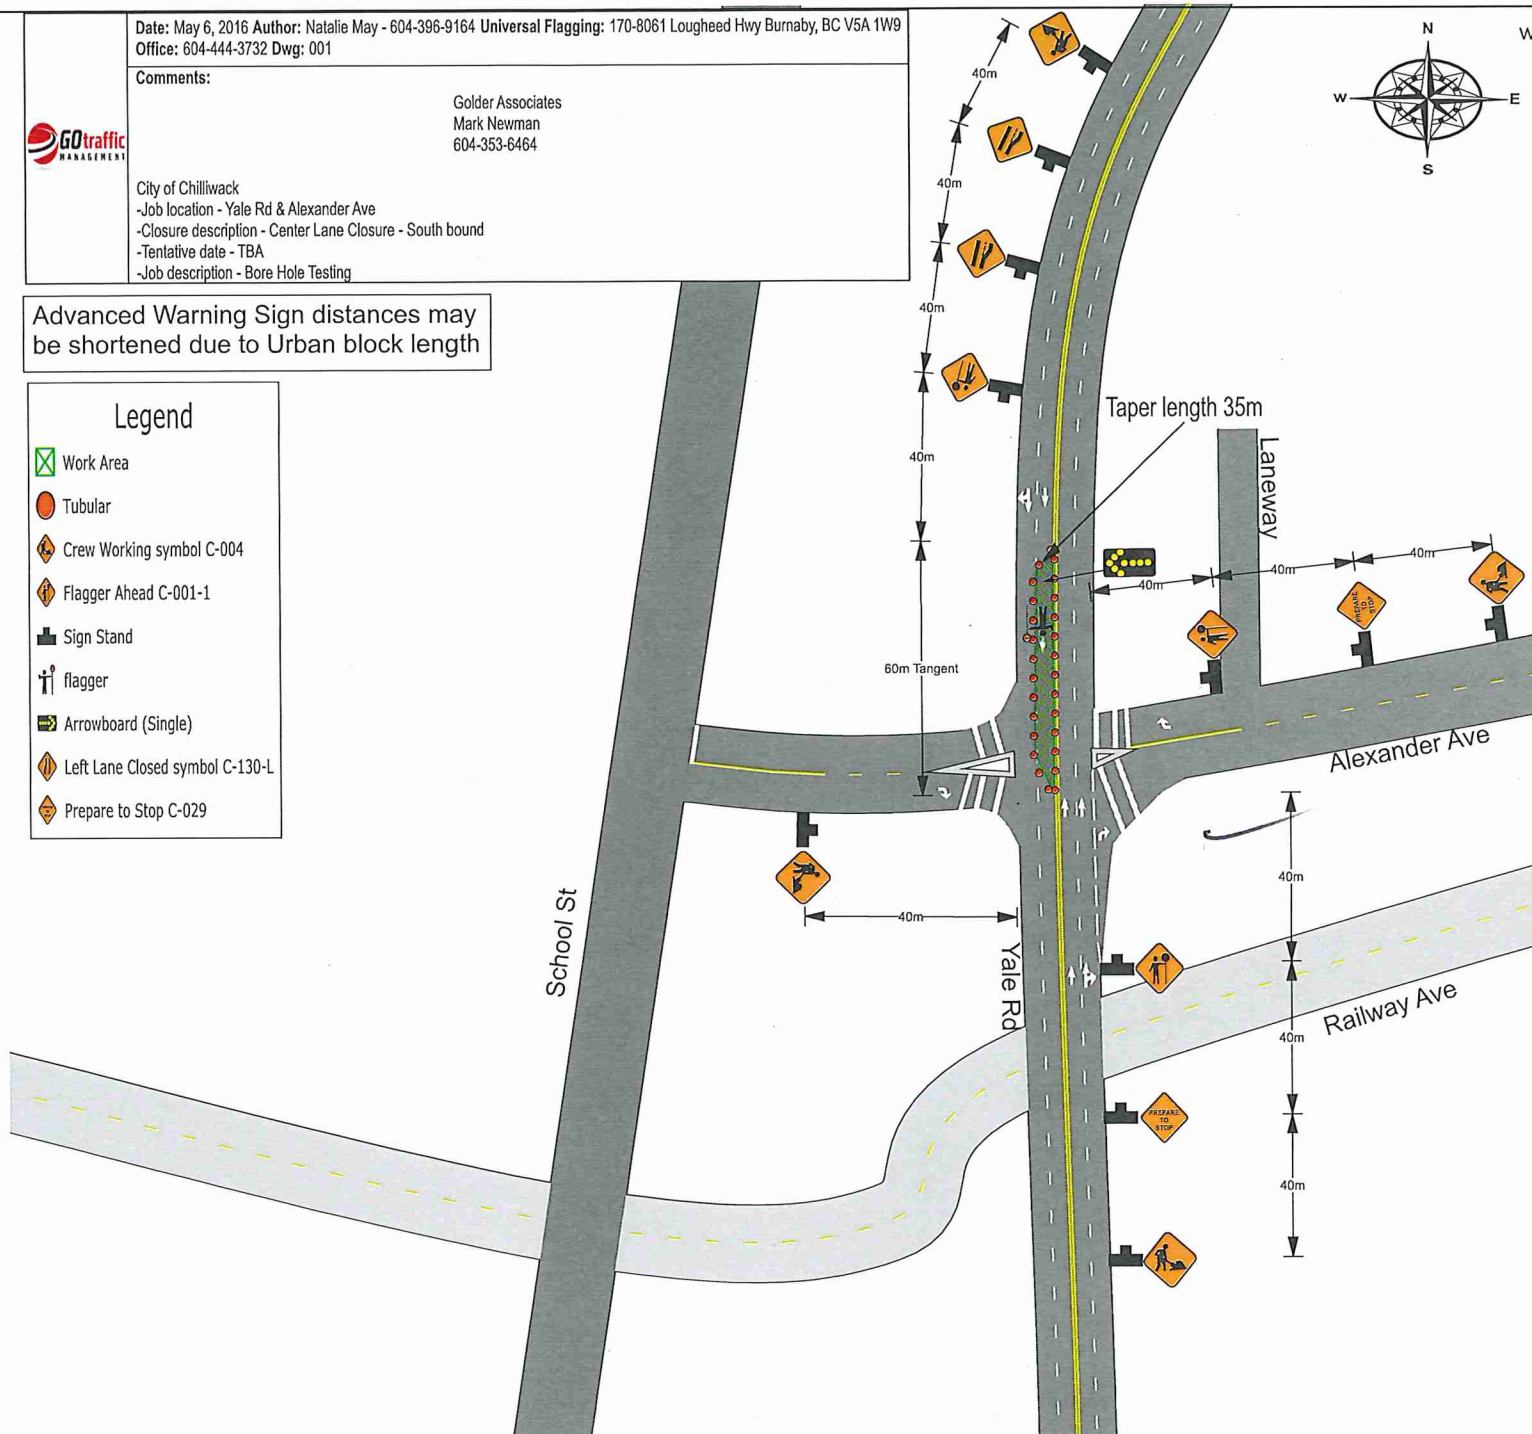 Date: May 6, 2016 Author: Natalie May - 604-396-9164 Universal Flagging: 170-8061 Lougheed Hwy Burnaby, BC V5A 1W9
Office: 604-444-3732 Dwg: 001
Comments:
Golder Associates
Mark Newman
604-353-6464
GOtraffic
MANAGEMENT
City of Chilliwack
-Job location - Yale Rd & Alexander Ave
-Closure description - Center Lane Closure - South bound
-Tentative date - TBA
-Job description - Bore Hole Testing
N
W
E
S
W
Advanced Warning Sign distances may
be shortened due to Urban block length
Legend
Work Area
Tubular
Crew Working symbol C-004
Flagger Ahead C-001-1
Sign Stand
flagger
Arrowboard (Single)
Left Lane Closed symbol C-130-L
Prepare to Stop C-029
40m
40m
40m
40m
60m Tangent
Taper length 35m
Laneway
40m
40m
40m
PREPARE
TO
STOP
Alexander Ave
School St
40m
Yale Rd
40m
40m
40m
Railway Ave
PREPARE
TO
STOP